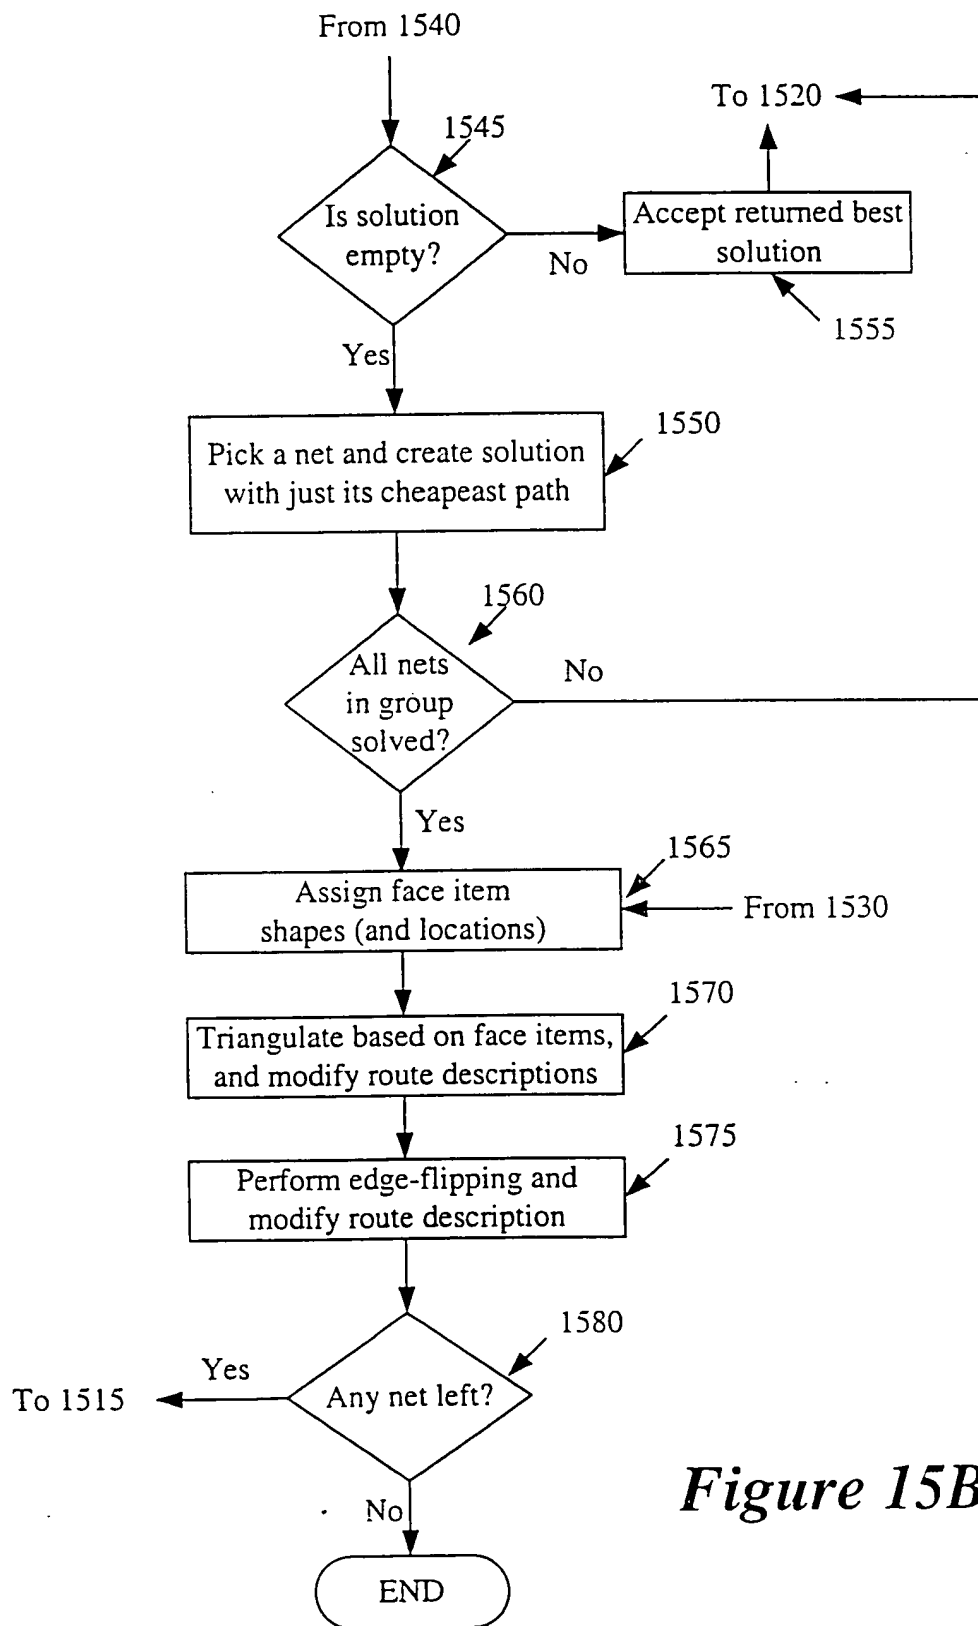 From 1540
To 1520
1545
Is solution
empty?
No
Accept returned best
solution
1555
Yes
1550
Pick a net and create solution
with just its cheapeast path
1560
All nets
in group
solved?
No
Yes
1565
Assign face item
shapes (and locations)
From 1530
1570
Triangulate based on face items,
and modify route descriptions
1575
Perform edge-flipping and
modify route description
1580
Yes
Any net left?
To 1515
No
END
Figure 15B